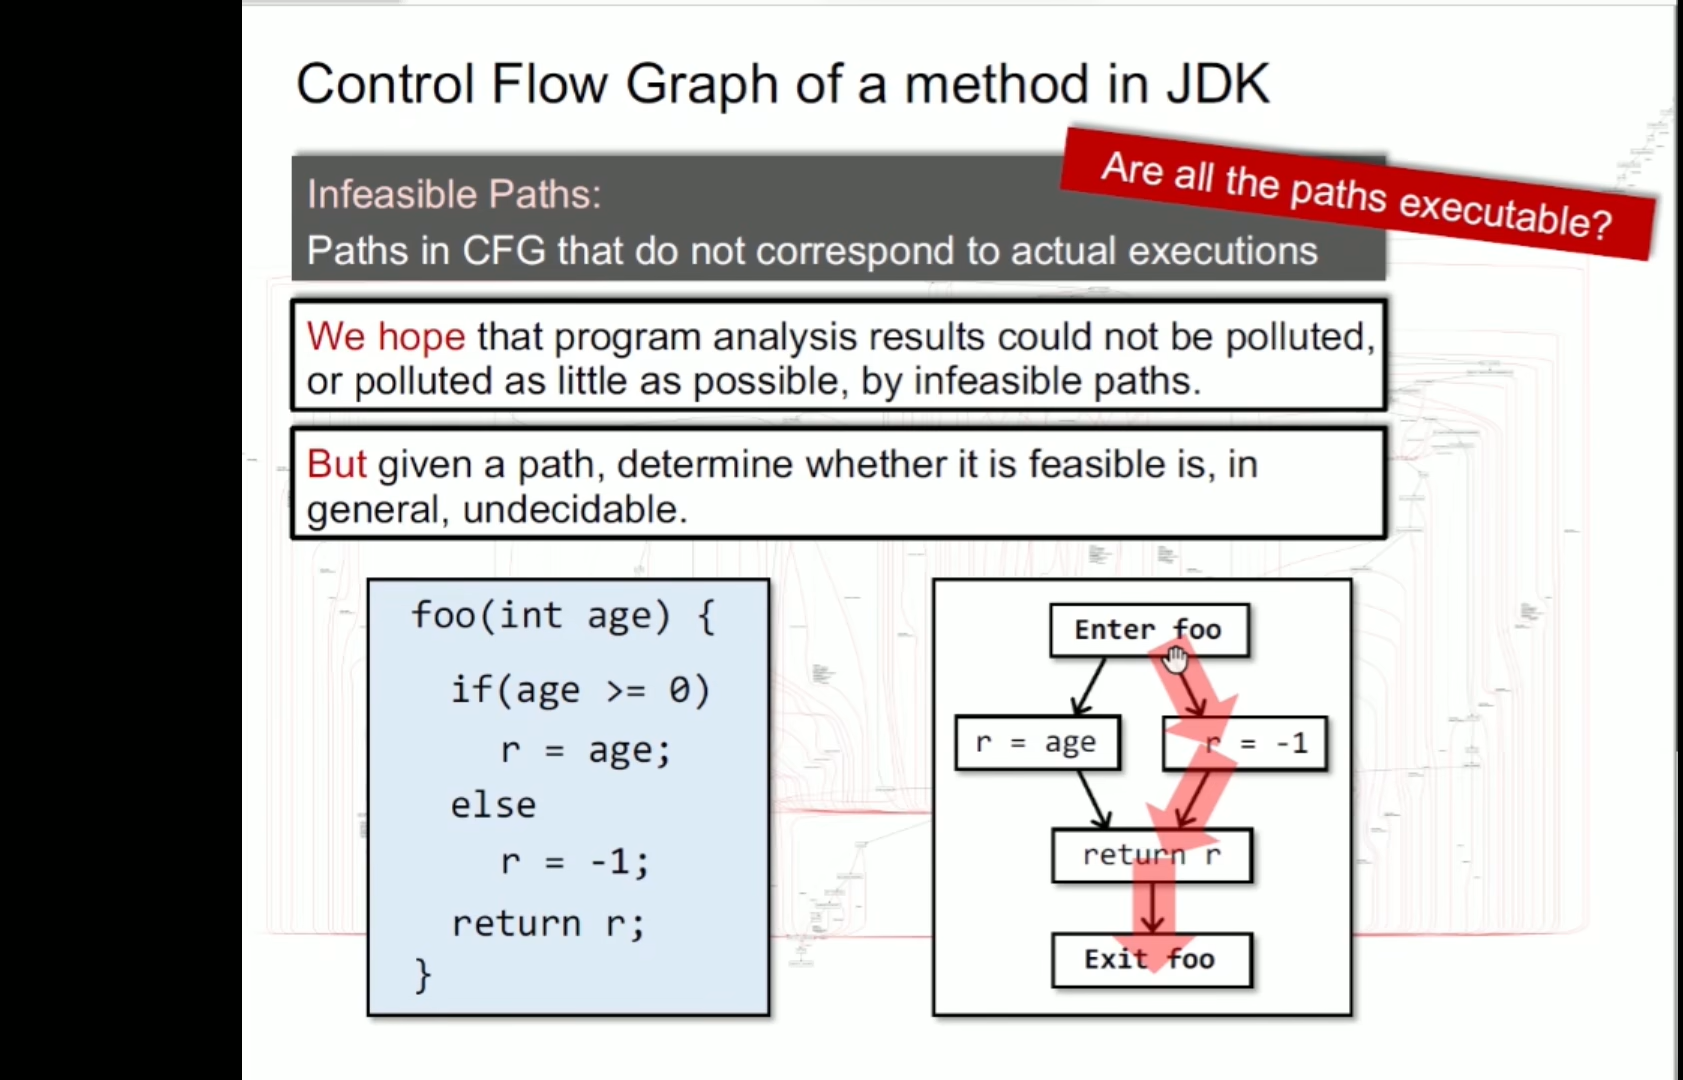 Control Flow Graph of a method in JDK
Are all the paths executable?
Infeasible Paths:
Paths in CFG that do not correspond to actual executions
We hope that program analysis results could not be polluted,
or polluted as little as possible, by infeasible paths.
But given a path, determine whether it is feasible is, in
general, undecidable.
foo(int age) {
if(age >= 0)
r = age;
else
r = -1;
return r;
}
Enter foo
r = age
r = -1
return r
Exit foo